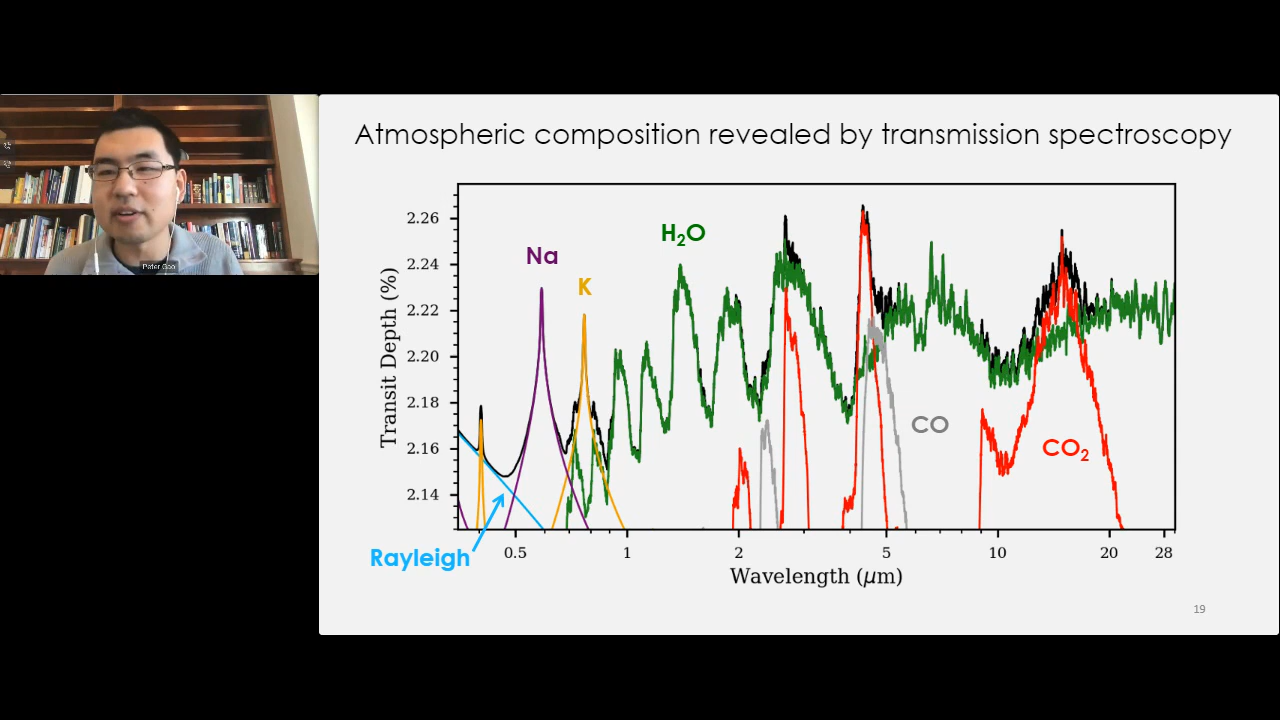 Atmospheric composition revealed by transmission spectroscopy
2.26
2.24
2.22
2.20
2.18
2.16
2.14
Transit Depth (%)
Na
K
H₂O
CO
CO₂
Rayleigh
0.5 1 2 5 10 20 28
Wavelength (μm)
19
Peter Gao